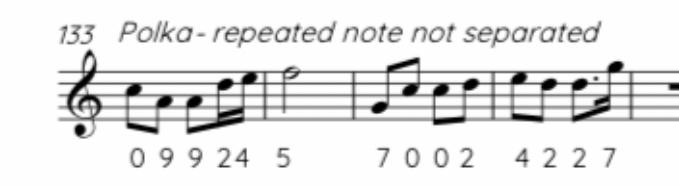 133 Polka- repeated note not separated
0 9 9 24 5 7 0 0 2 4 2 2 7